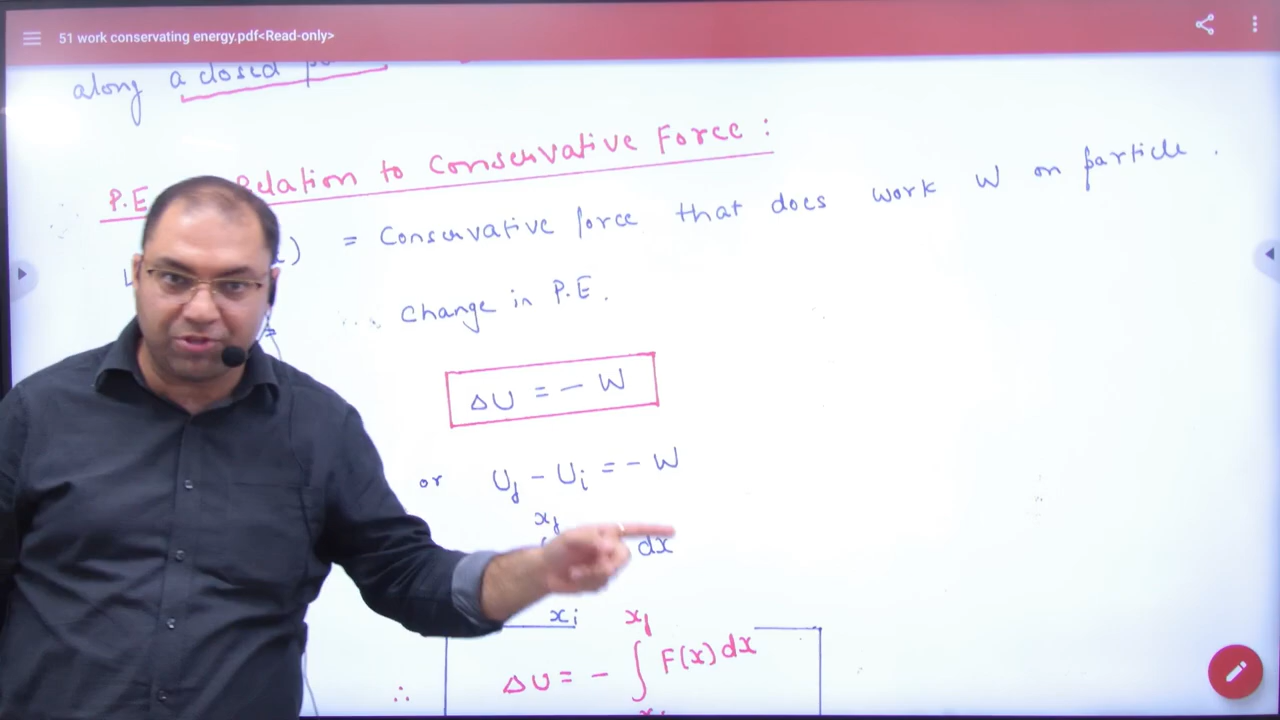 51 work conservating energy.pdf<Read-only>
along a closed
P.E. Relation to Conservative Force :
) = Conservative force that does work W on particle .
=
Change in P.E.
ΔU = - W
or U_f - U_i = - W
x_f
dx
x_i x_f
∴ ΔU = - ∫ F(x) dx